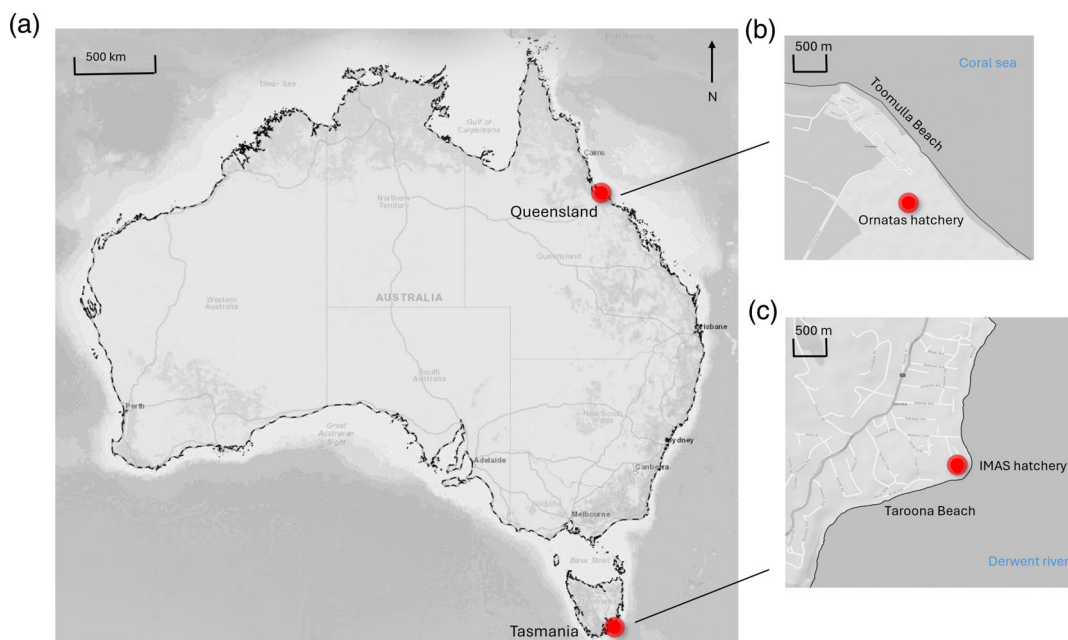 (a)
500 km
N
Timor Sea
Gulf of
Carpentaria
Cairns
Northern
Territory
Queensland
Queensland
Western
Australia
AUSTRALIA
Brisbane
South
Australia
Perth
New South
Wales
Great
Australian
Bight
Sydney
Adelaide
Canberra
Victoria
Melbourne
Bass Strait
Tasmania
(b)
500 m
Coral sea
Toomulla Beach
Ornatas hatchery
(c)
500 m
IMAS hatchery
Taroona Beach
Derwent river